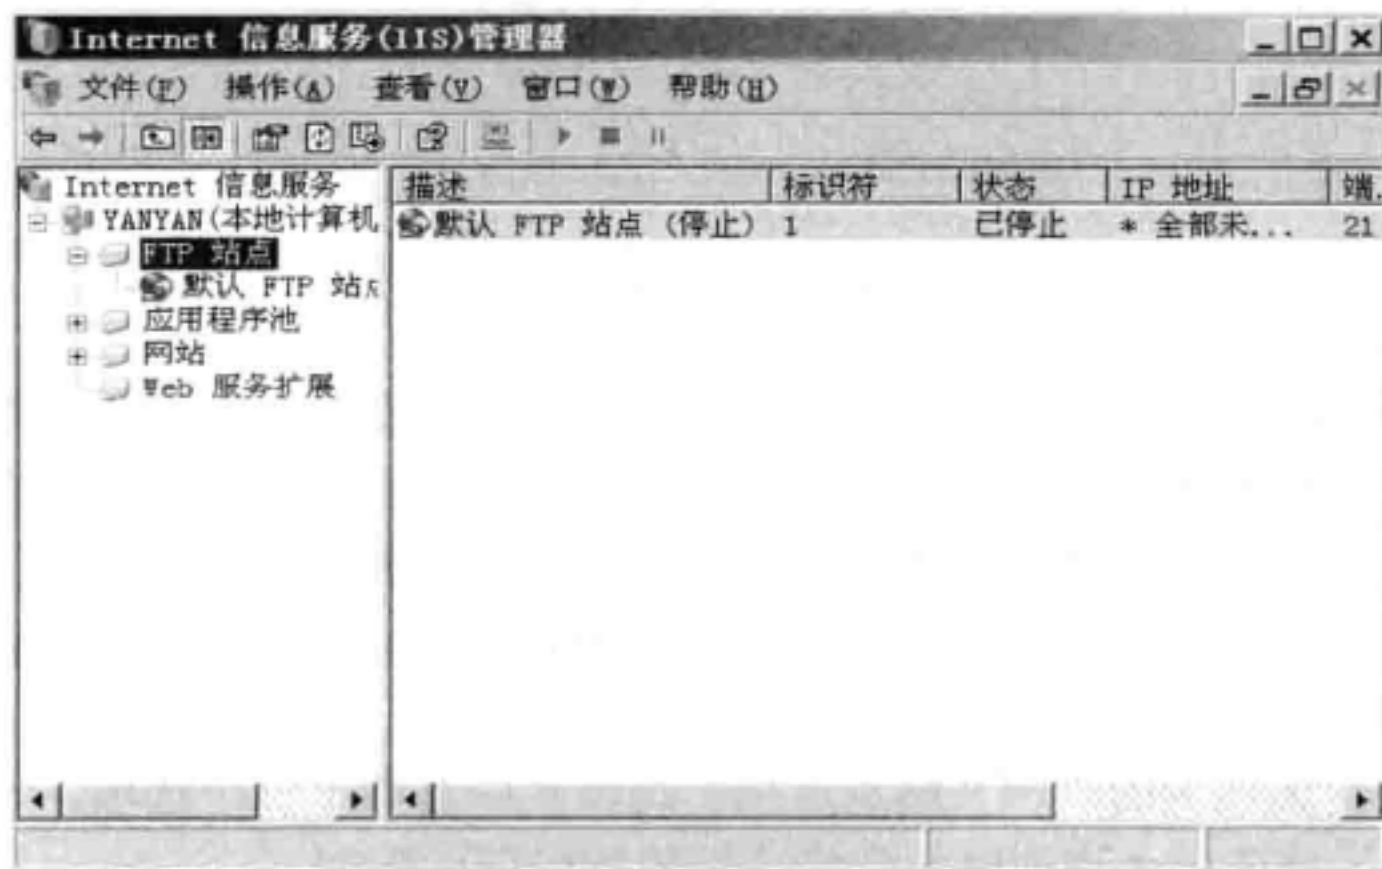 Internet 信息服务(IIS)管理器
文件(F) 操作(A) 查看(V) 窗口(W) 帮助(H)
Internet 信息服务
YANYAN(本地计算机
FTP 站点
默认 FTP 站点
应用程序池
网站
Web 服务扩展
描述 标识符 状态 IP 地址 端.
默认 FTP 站点 (停止) 1 已停止 * 全部未... 21